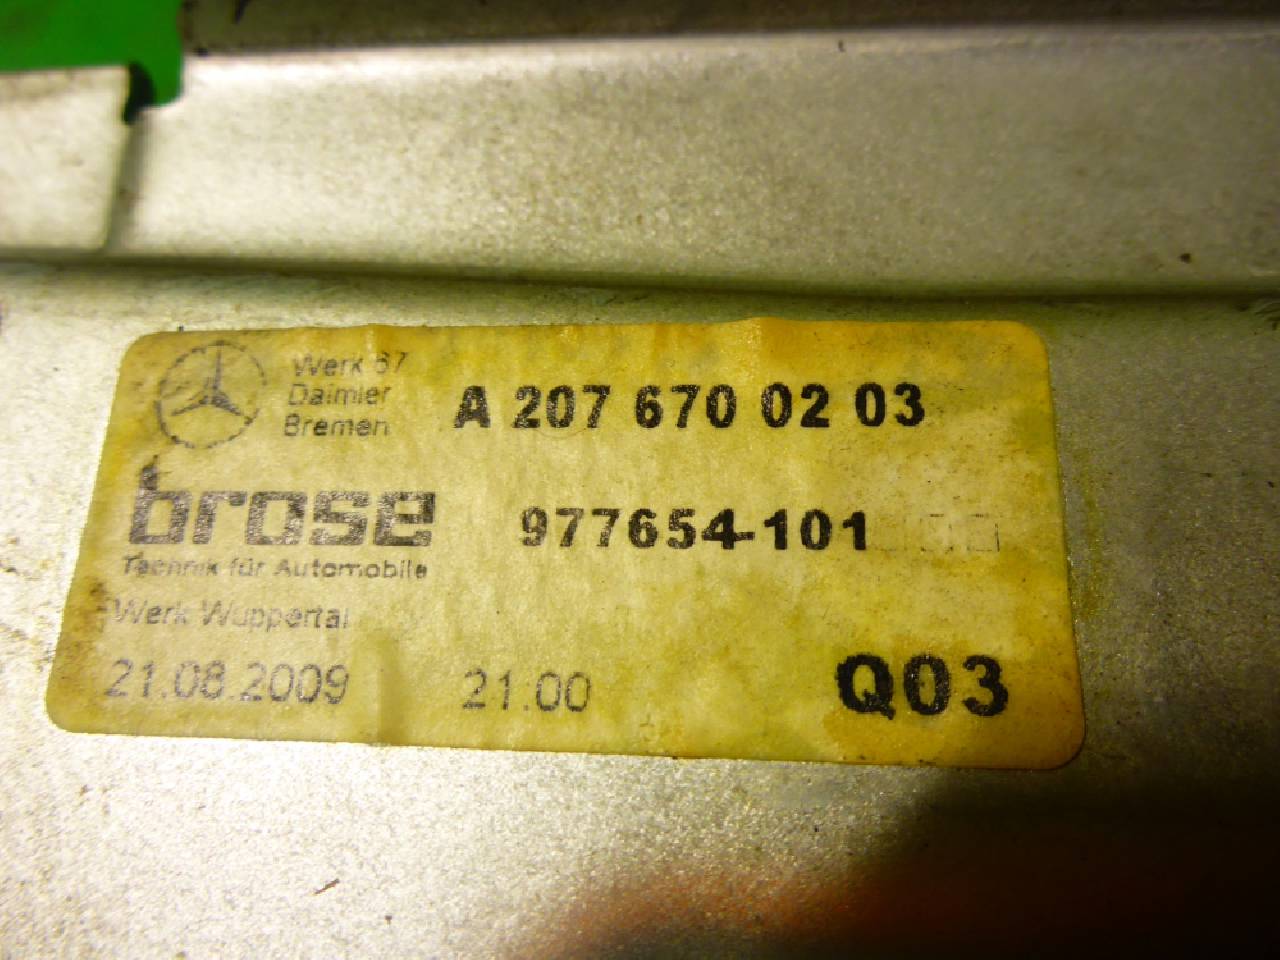 Werk 67
Daimler
Bremen
A 207 670 02 03
brose
Technik für Automobile
977654-101
Werk Wuppertal
21.08.2009 21.00
Q03